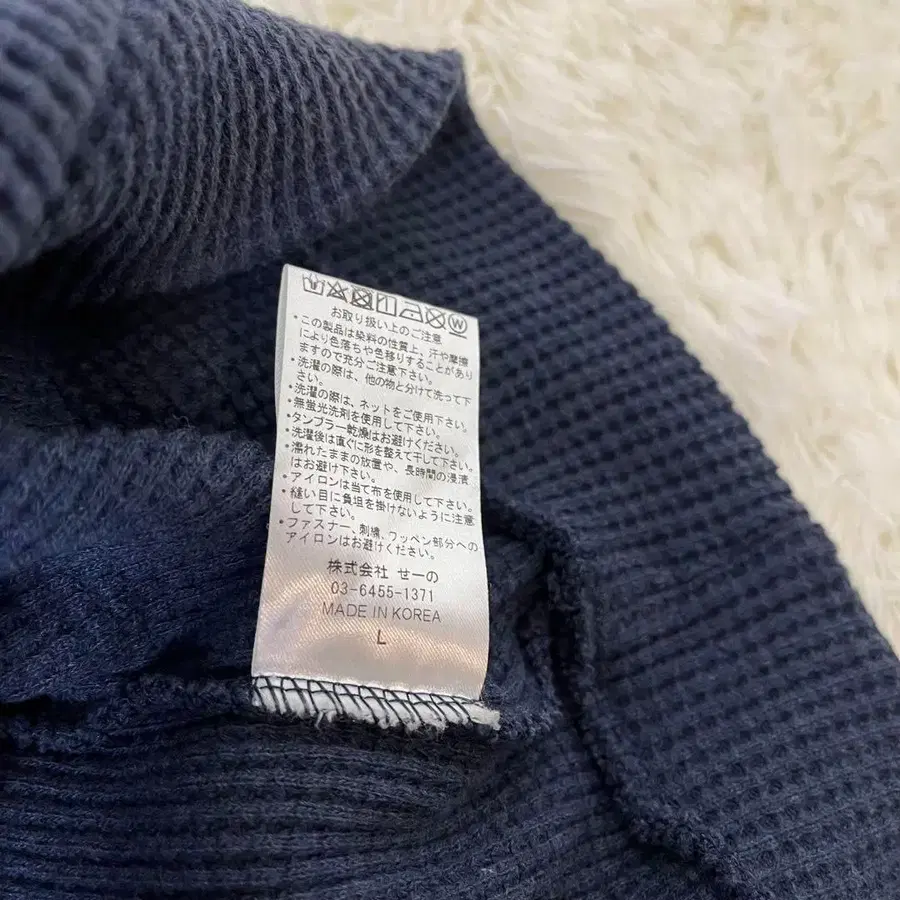 お取り扱い上のご注意
・この製品は染料の性質上、汗や摩擦
により色落ちや色移りすることがあり
ますので充分ご注意下さい。
・洗濯の際は、他の物と分けて洗って下
さい。
・洗濯の際は、ネットをご使用下さい。
・無蛍光洗剤を使用して下さい。
・タンブラー乾燥はお避けください。
・洗濯後は直ぐに形を整えて干して下さい。
・濡れたままの放置や、長時間の浸漬
はお避け下さい。
・アイロンは当て布を使用して下さい。
・縫い目に負担を掛けないように注意
して下さい。
・ファスナー、刺繍、ワッペン部分への
アイロンはお避けください。
株式会社 せーの
03-6455-1371
MADE IN KOREA
L